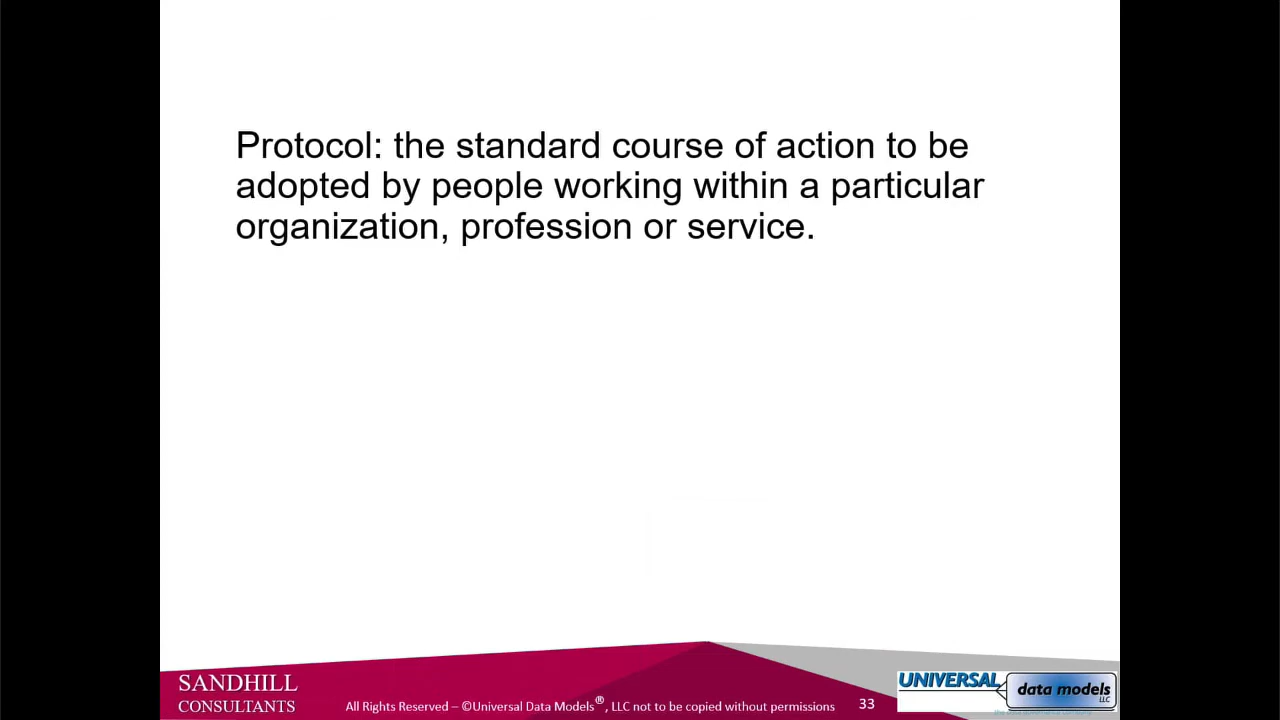 Protocol: the standard course of action to be
adopted by people working within a particular
organization, profession or service.
SANDHILL
CONSULTANTS
All Rights Reserved – ©Universal Data Models®, LLC not to be copied without permissions
33
UNIVERSAL
data models
LLC